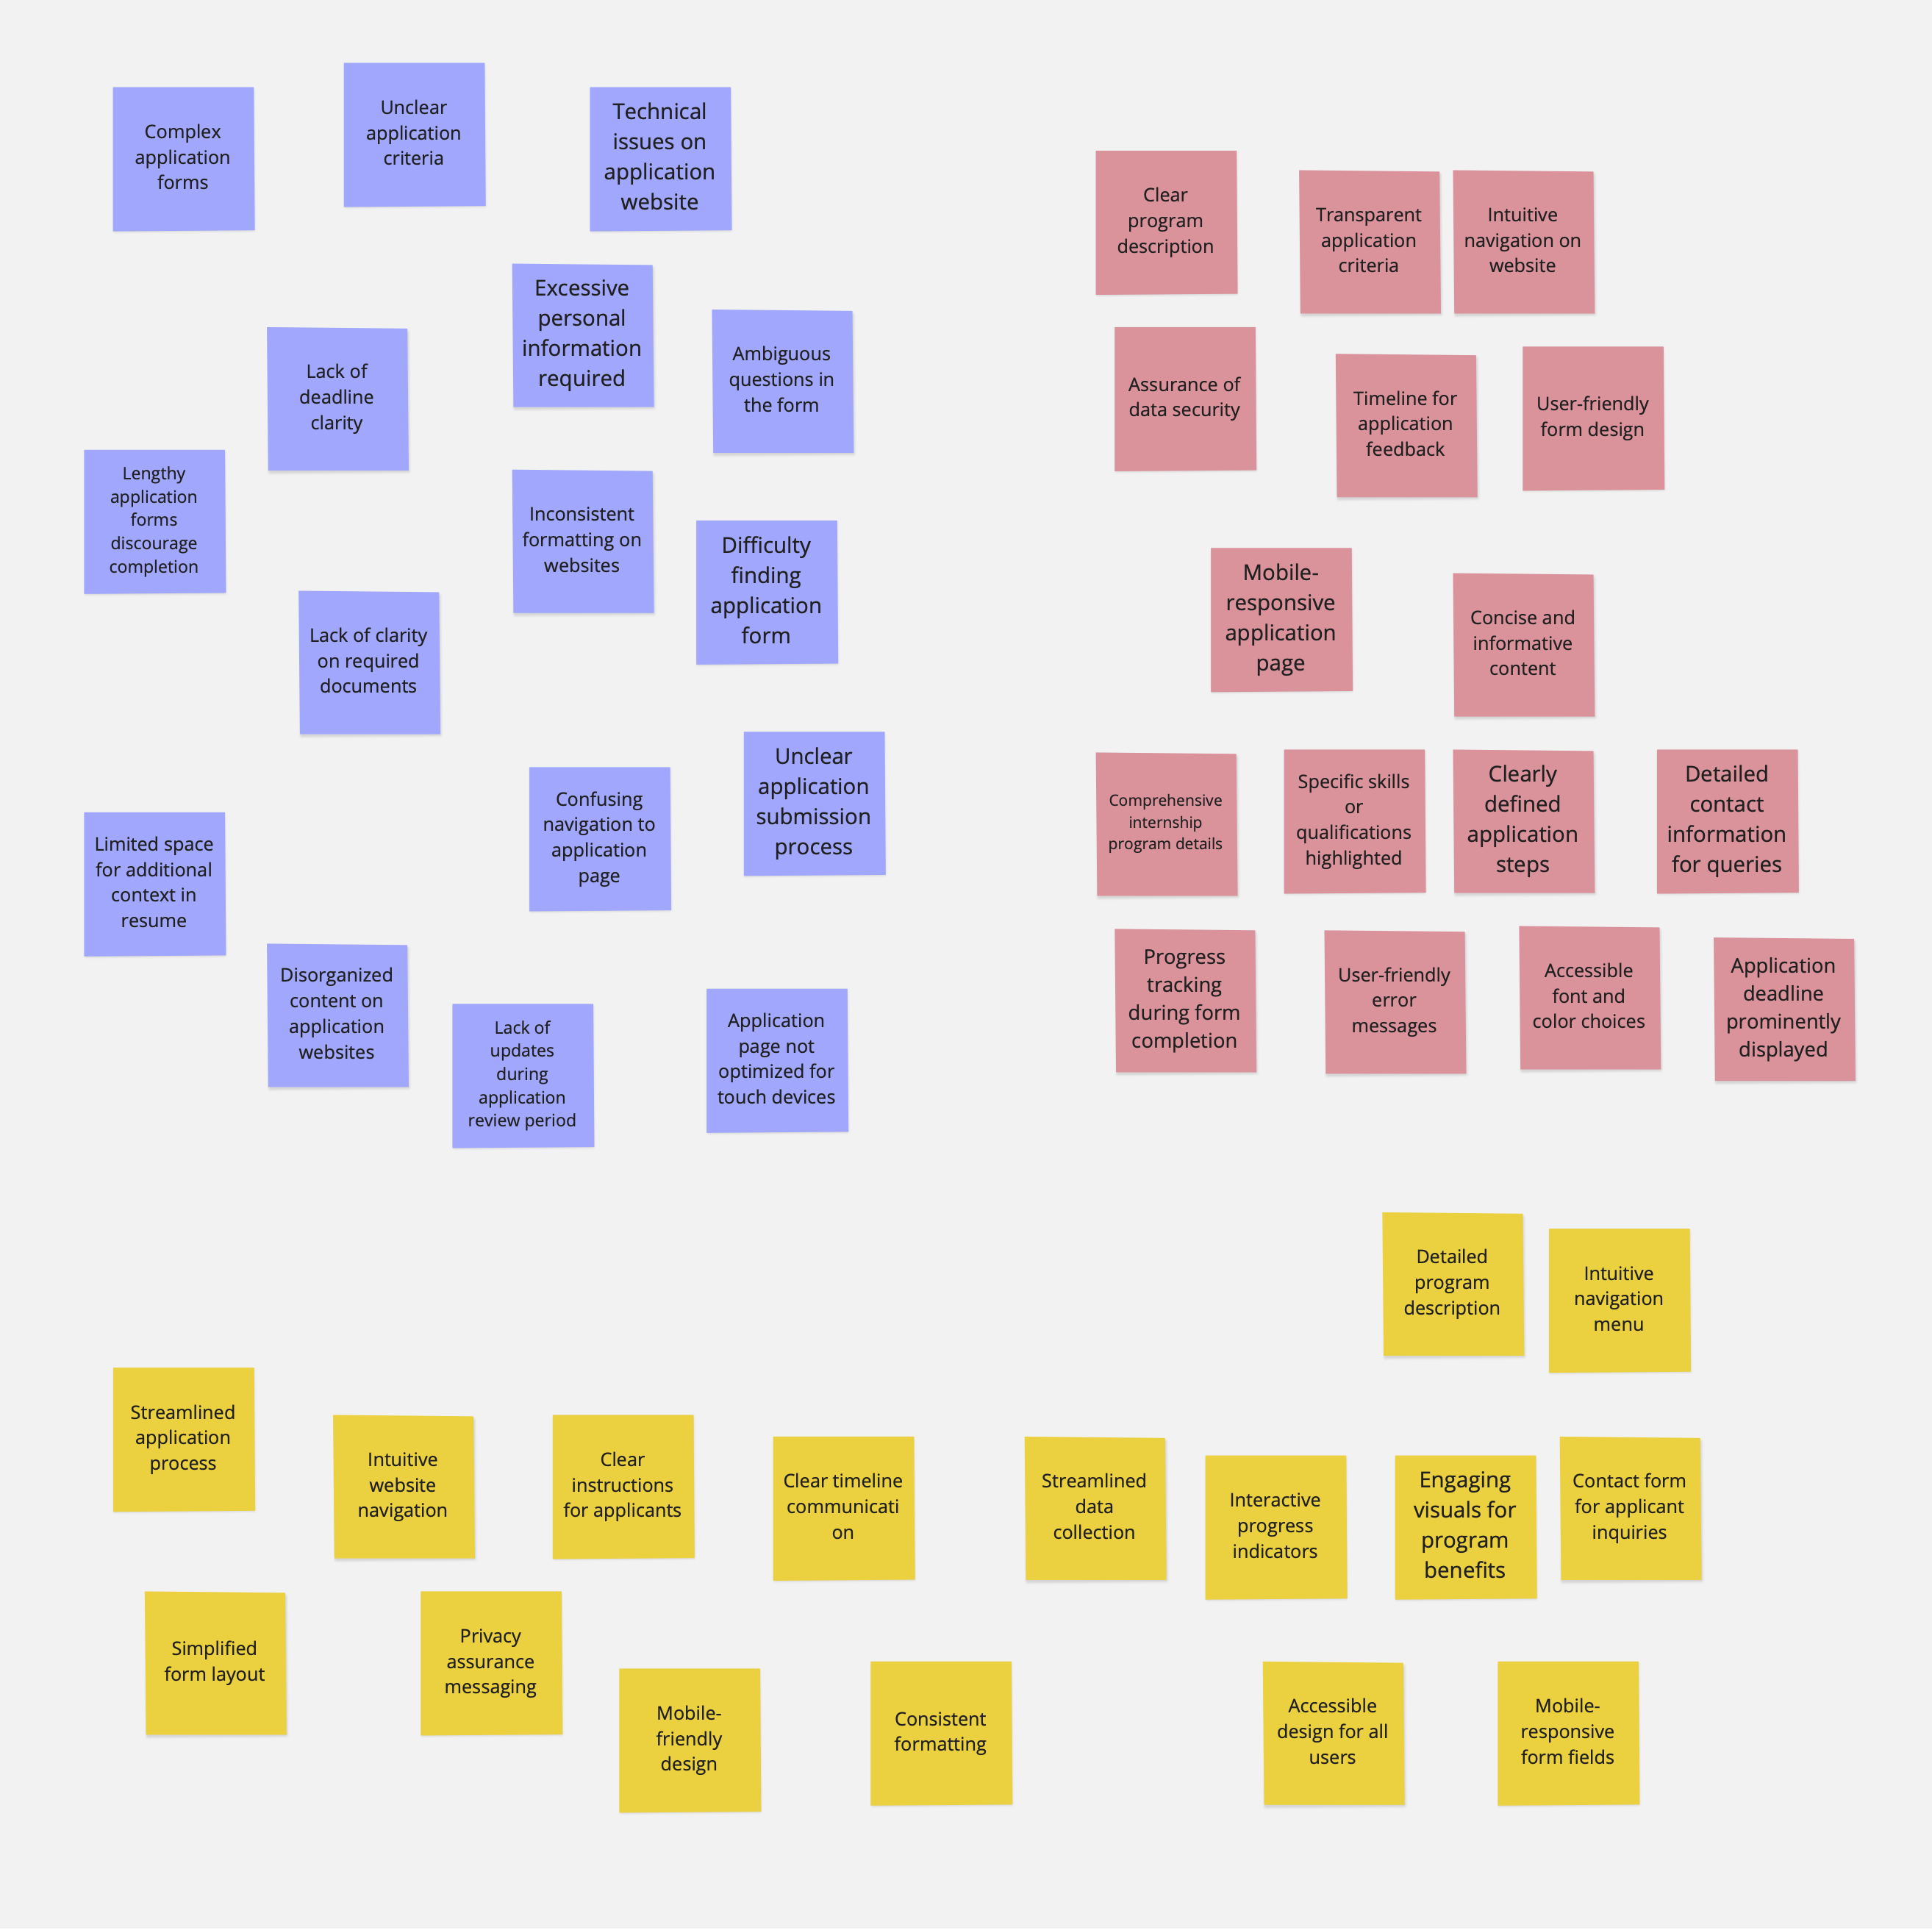 Complex
application
forms
Unclear
application
criteria
Technical
issues on
application
website
Excessive
personal
information
required
Ambiguous
questions in
the form
Lack of
deadline
clarity
Lengthy
application
forms
discourage
completion
Inconsistent
formatting on
websites
Difficulty
finding
application
form
Lack of clarity
on required
documents
Unclear
application
submission
process
Confusing
navigation to
application
page
Limited space
for additional
context in
resume
Disorganized
content on
application
websites
Lack of
updates
during
application
review period
Application
page not
optimized for
touch devices
Clear
program
description
Transparent
application
criteria
Intuitive
navigation on
website
Assurance of
data security
Timeline for
application
feedback
User-friendly
form design
Mobile-
responsive
application
page
Concise and
informative
content
Comprehensive
internship
program details
Specific skills
or
qualifications
highlighted
Clearly
defined
application
steps
Detailed
contact
information
for queries
Progress
tracking
during form
completion
User-friendly
error
messages
Accessible
font and
color choices
Application
deadline
prominently
displayed
Detailed
program
description
Intuitive
navigation
menu
Streamlined
application
process
Intuitive
website
navigation
Clear
instructions
for applicants
Clear timeline
communicati
on
Streamlined
data
collection
Interactive
progress
indicators
Engaging
visuals for
program
benefits
Contact form
for applicant
inquiries
Simplified
form layout
Privacy
assurance
messaging
Mobile-
friendly
design
Consistent
formatting
Accessible
design for all
users
Mobile-
responsive
form fields